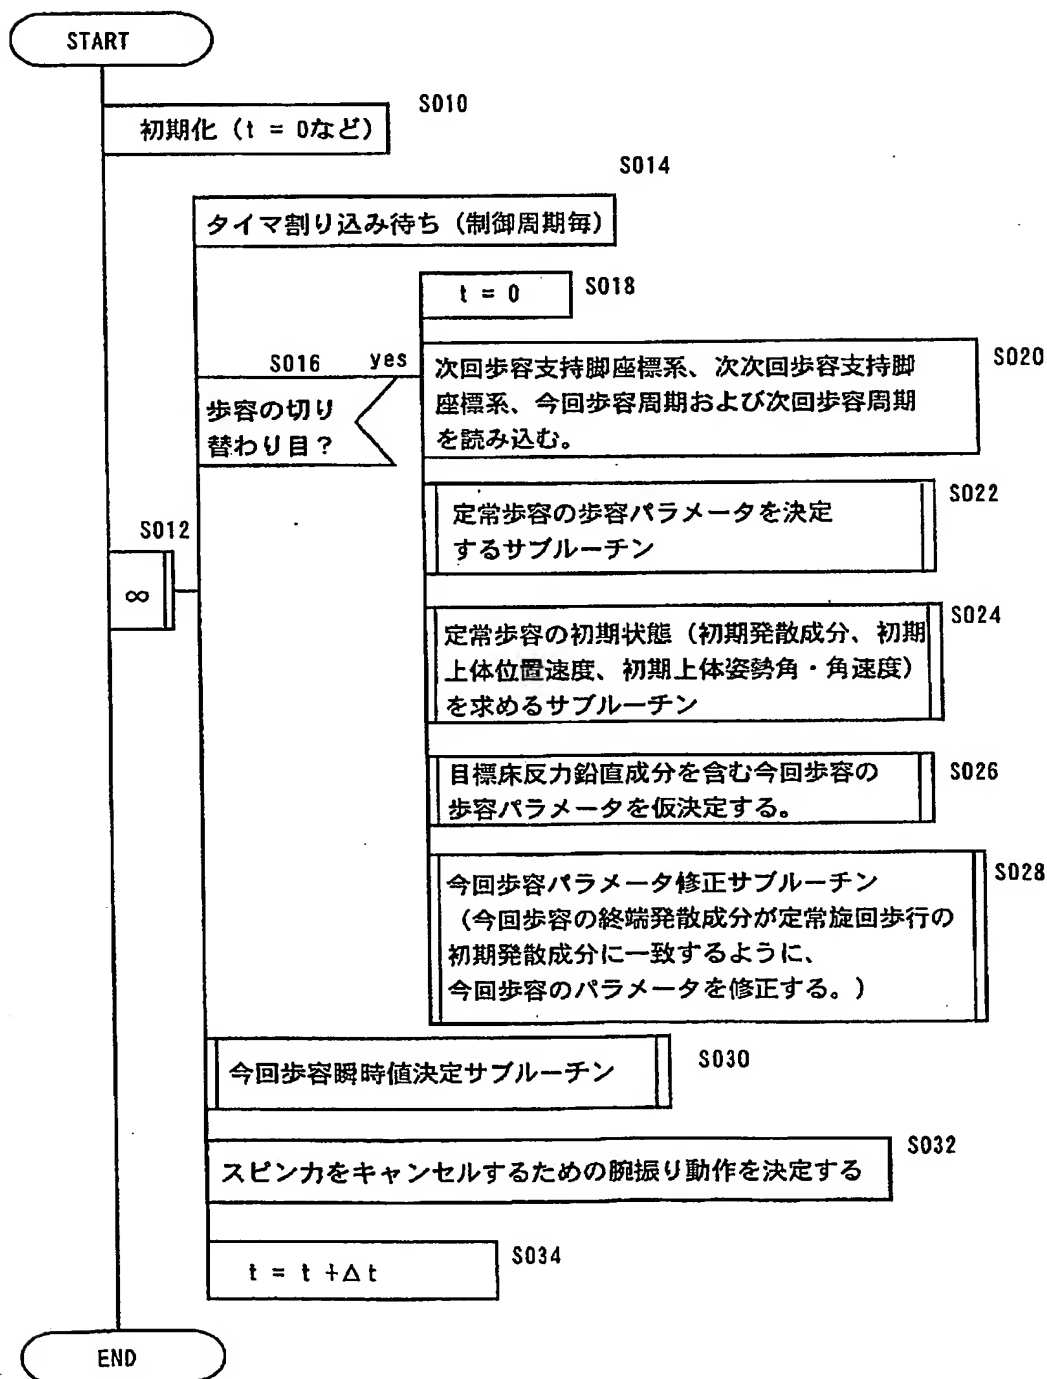 START
S010
初期化（t = 0など）
S014
タイマ割り込み待ち（制御周期毎）
t = 0
S018
S016
yes
歩容の切り
替わり目？
次回歩容支持脚座標系、次次回歩容支持脚
座標系、今回歩容周期および次回歩容周期
を読み込む。
S020
定常歩容の歩容パラメータを決定
するサブルーチン
S022
S012
∞
定常歩容の初期状態（初期発散成分、初期
上体位置速度、初期上体姿勢角・角速度）
を求めるサブルーチン
S024
目標床反力鉛直成分を含む今回歩容の
歩容パラメータを仮決定する。
S026
今回歩容パラメータ修正サブルーチン
（今回歩容の終端発散成分が定常旋回歩行の
初期発散成分に一致するように、
今回歩容のパラメータを修正する。）
S028
今回歩容瞬時値決定サブルーチン
S030
スピン力をキャンセルするための腕振り動作を決定する
S032
t = t +Δt
S034
END